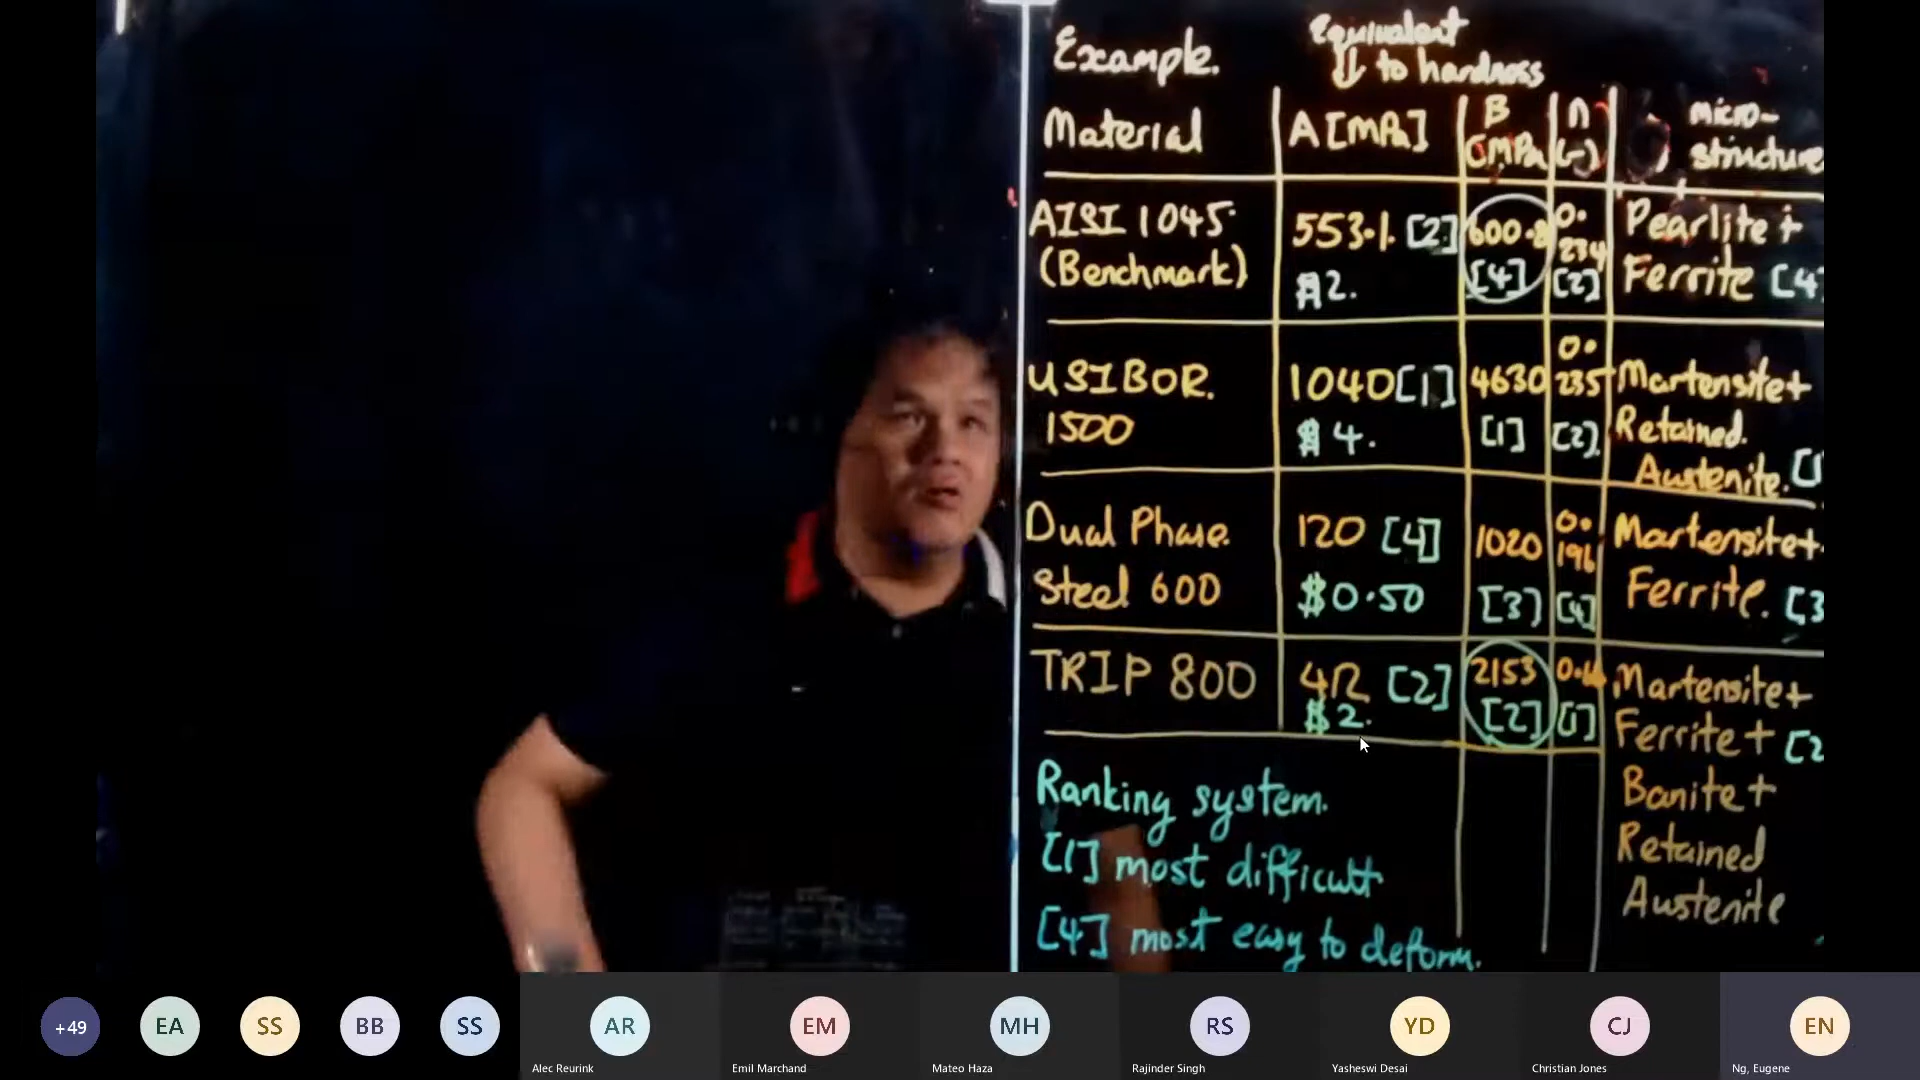 Example.
Equivalent
to hardness
Material
A [MPa]
B
[MPa]
n
(-)
micro-
structure
AISI 1045
(Benchmark)
553.1. [2]
$2.
600.8
[4]
0.
234
[2]
Pearlite +
Ferrite [4
USIBOR.
1500
1040 [1]
$4.
4630
[1]
0.
235
[2]
Martensite +
Retained.
Austenite. [
Dual Phase.
Steel 600
120 [4]
$0.50
1020
[3]
0.
196
[4]
Martensite +
Ferrite. [3
TRIP 800
412 [2]
$2.
2153
[2]
[1]
Martensite +
Ferrite + [2
Banite +
Retained
Austenite
Ranking system.
[1] most difficult
[4] most easy to deform.
+49
EA
SS
BB
SS
AR
EM
MH
RS
YD
CJ
EN
Alec Reurink
Emil Marchand
Mateo Haza
Rajinder Singh
Yasheswi Desai
Christian Jones
Ng, Eugene